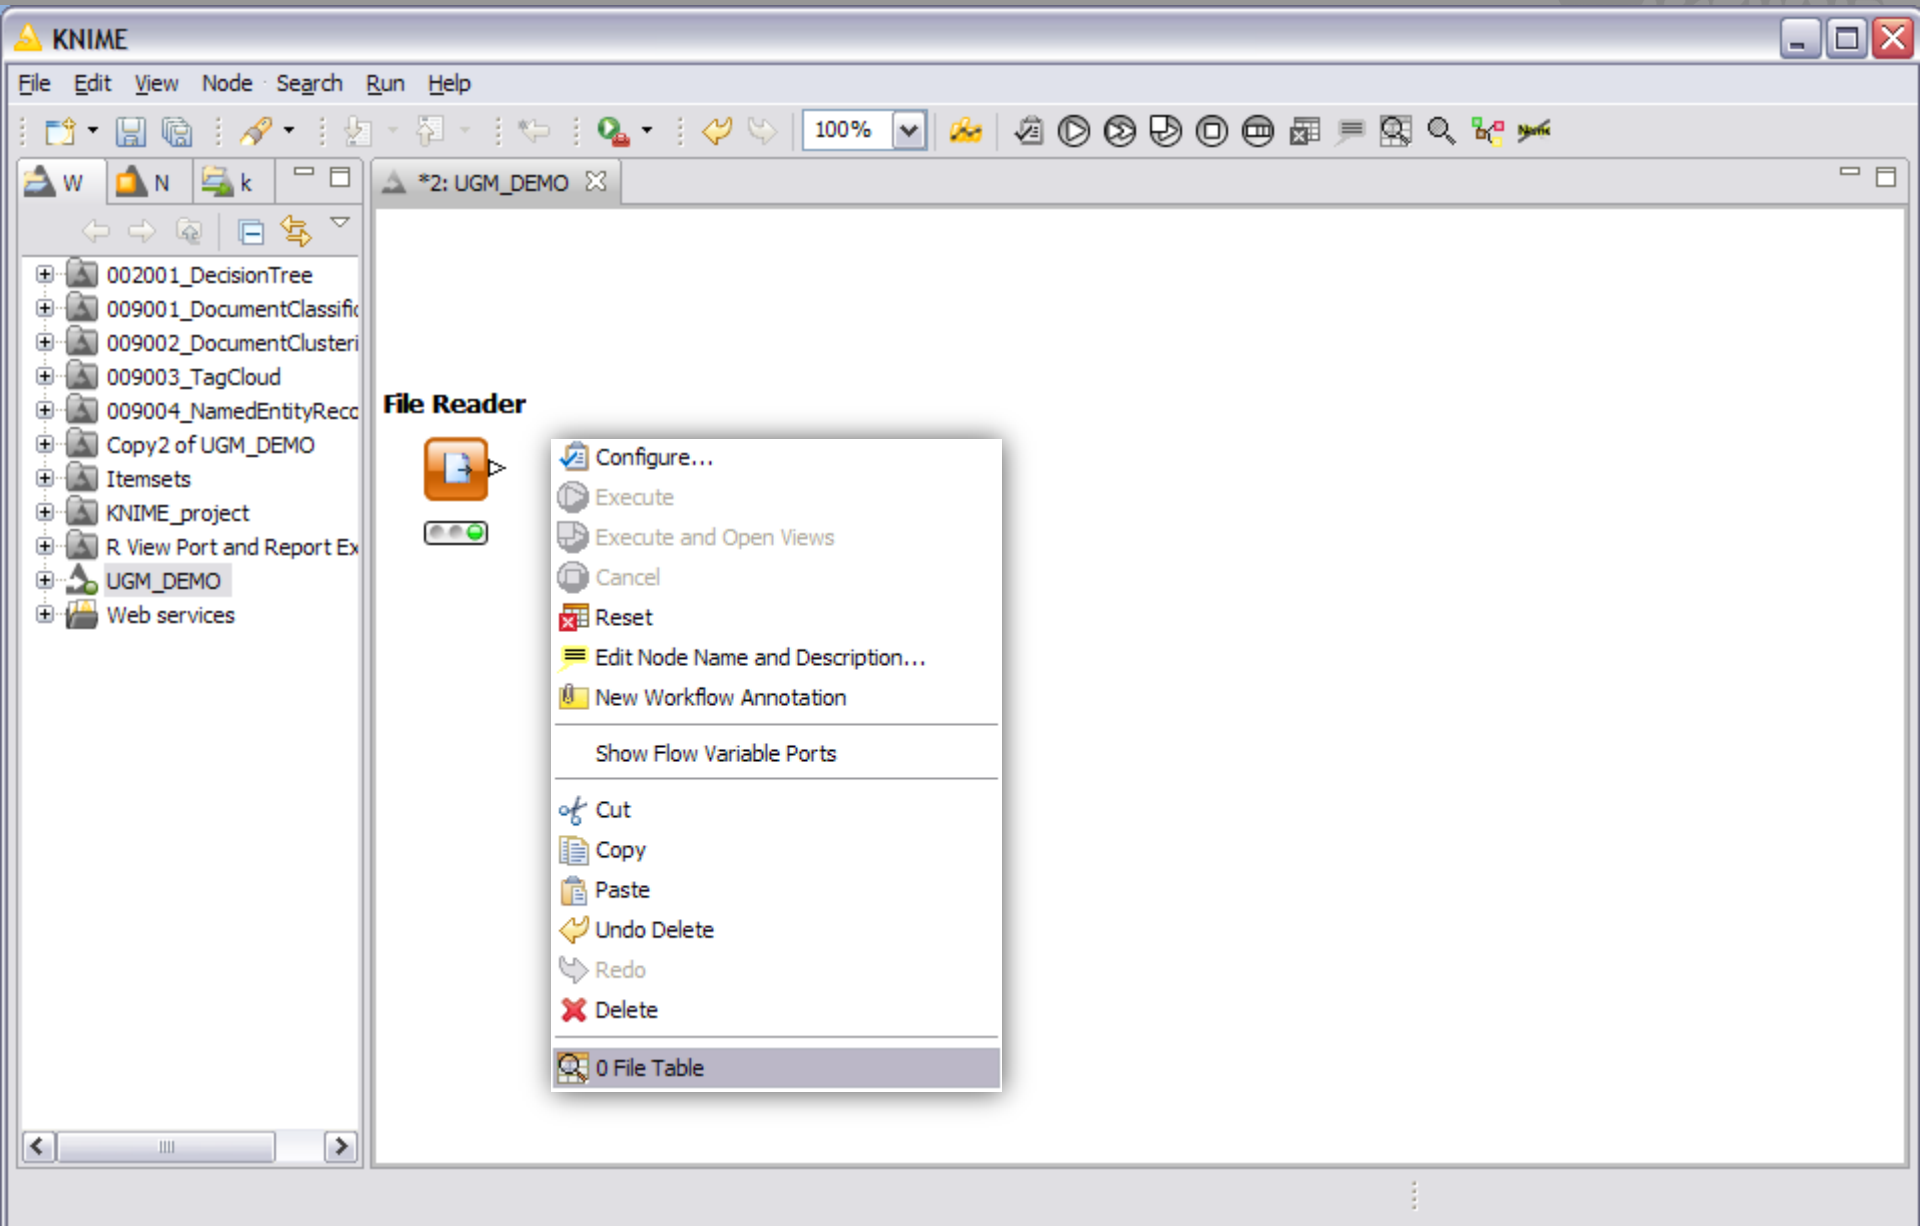 KNIME
File Edit View Node Search Run Help
100%
Node
W N k
*2: UGM_DEMO
002001_DecisionTree
009001_DocumentClassific
009002_DocumentClusteri
009003_TagCloud
009004_NamedEntityReco
Copy2 of UGM_DEMO
Itemsets
KNIME_project
R View Port and Report Ex
UGM_DEMO
Web services
File Reader
Configure...
Execute
Execute and Open Views
Cancel
Reset
Edit Node Name and Description...
New Workflow Annotation
Show Flow Variable Ports
Cut
Copy
Paste
Undo Delete
Redo
Delete
0 File Table